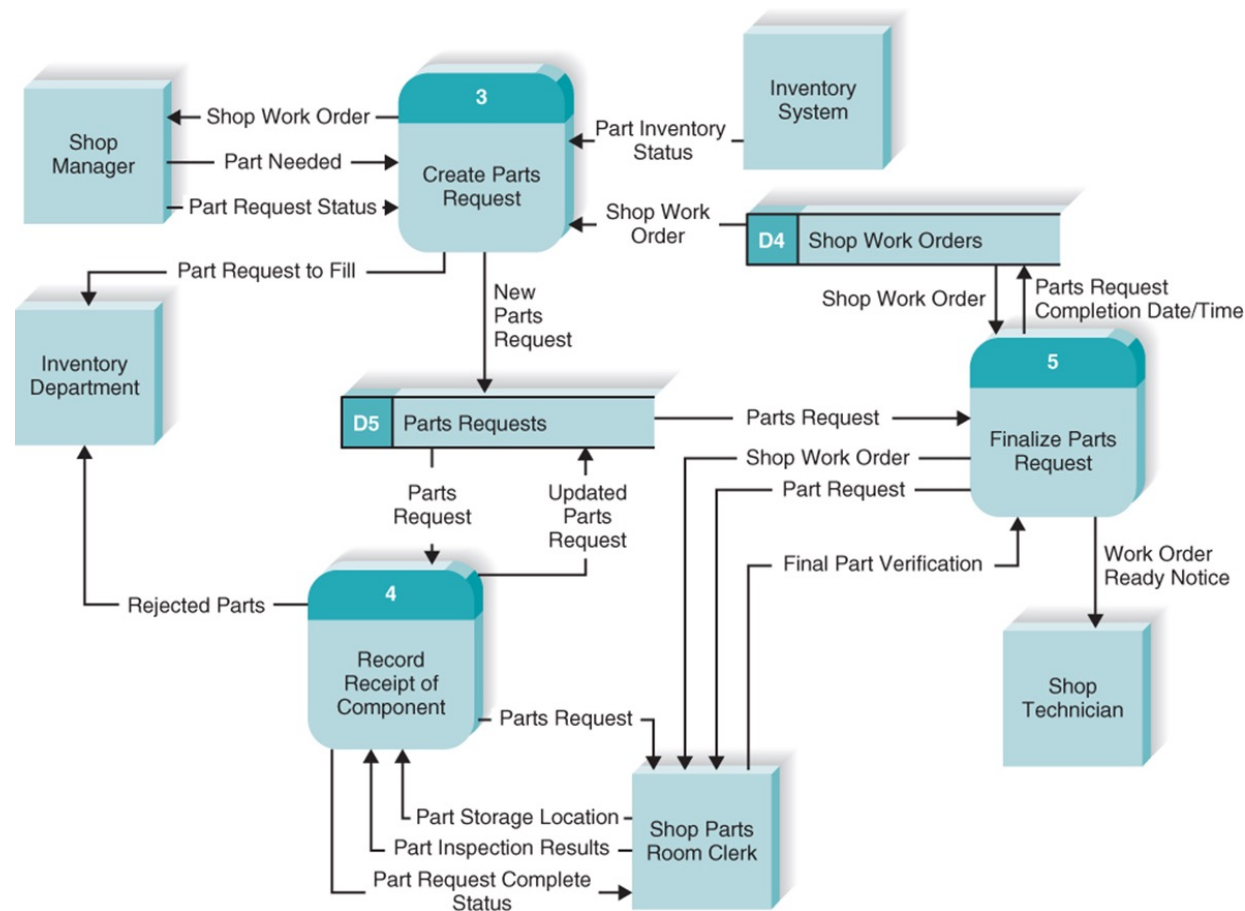 3
Inventory
System
Shop
Manager
Shop Work Order
Part Needed
Part Request Status
Create Parts
Request
Part Inventory
Status
Shop Work
Order
D4
Shop Work Orders
Part Request to Fill
New
Parts
Request
Shop Work Order
Parts Request
Completion Date/Time
Inventory
Department
5
D5
Parts Requests
Parts Request
Finalize Parts
Request
Shop Work Order
Part Request
Parts
Request
Updated
Parts
Request
Final Part Verification
Work Order
Ready Notice
Rejected Parts
4
Record
Receipt of
Component
Shop
Technician
Parts Request
Part Storage Location
Part Inspection Results
Part Request Complete
Status
Shop Parts
Room Clerk